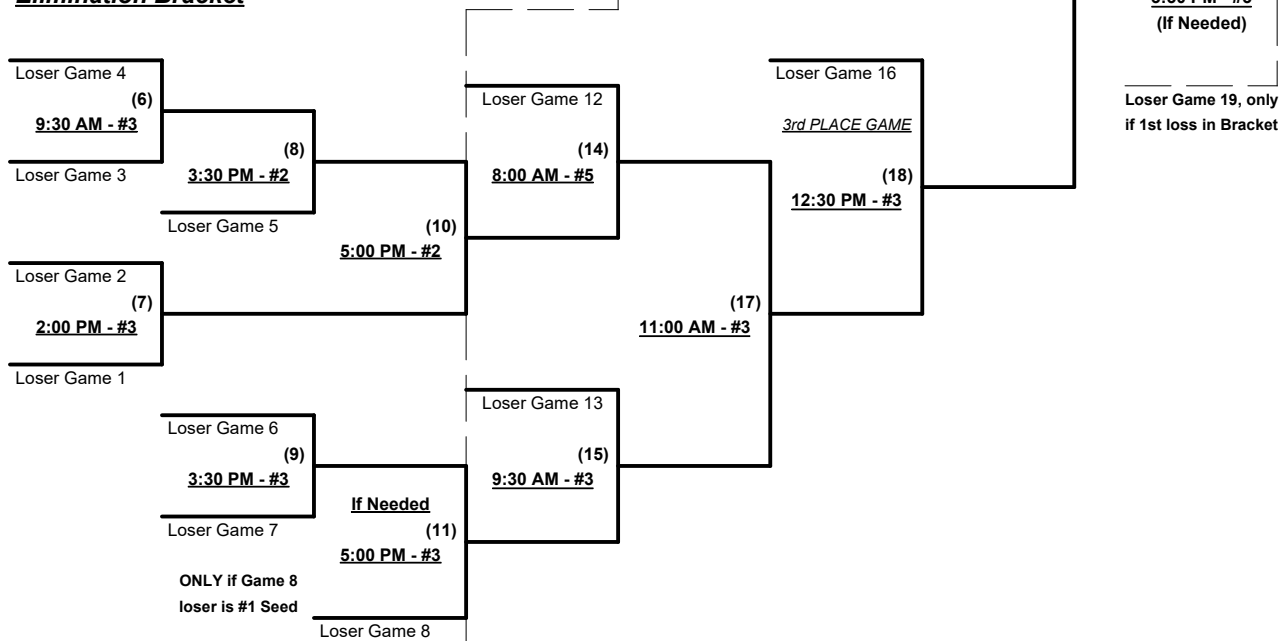 Elimination Bracket
PM -
(If Needed)
Loser Game 19, only
if 1st loss in Bracket
Loser Game 4
(6)
9:30 AM - #3
Loser Game 3
(8)
3:30 PM - #2
Loser Game 5
(10)
5:00 PM - #2
Loser Game 2
(7)
2:00 PM - #3
Loser Game 1
Loser Game 6
(9)
3:30 PM - #3
Loser Game 7
If Needed
(11)
5:00 PM - #3
ONLY if Game 8
loser is #1 Seed
Loser Game 8
Loser Game 12
(14)
8:00 AM - #5
Loser Game 13
(15)
9:30 AM - #3
(17)
11:00 AM - #3
Loser Game 16
3rd PLACE GAME
(18)
12:30 PM - #3